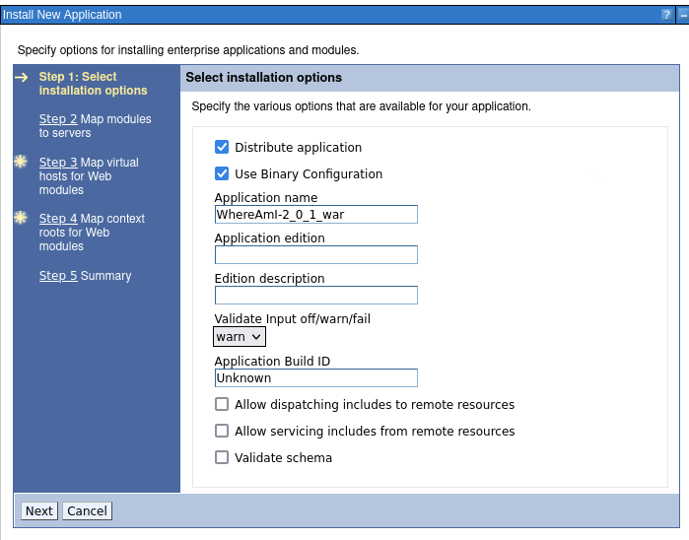 Install New Application
?
Specify options for installing enterprise applications and modules.
Step 1: Select
installation options
Step 2 Map modules
to servers
Step 3 Map virtual
hosts for Web
modules
Step 4 Map context
roots for Web
modules
Step 5 Summary
Select installation options
Specify the various options that are available for your application.
Distribute application
Use Binary Configuration
Application name
WhereAmI-2_0_1_war
Application edition
Edition description
Validate Input off/warn/fail
warn
Application Build ID
Unknown
Allow dispatching includes to remote resources
Allow servicing includes from remote resources
Validate schema
Next
Cancel